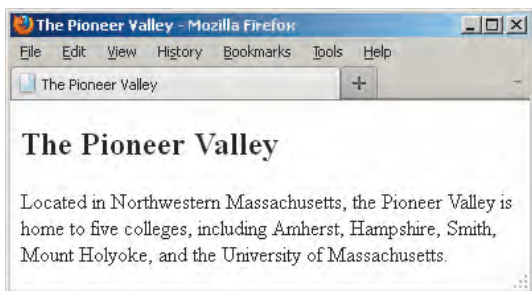 The Pioneer Valley - Mozilla Firefox
File Edit View History Bookmarks Tools Help
The Pioneer Valley
The Pioneer Valley
Located in Northwestern Massachusetts, the Pioneer Valley is
home to five colleges, including Amherst, Hampshire, Smith,
Mount Holyoke, and the University of Massachusetts.